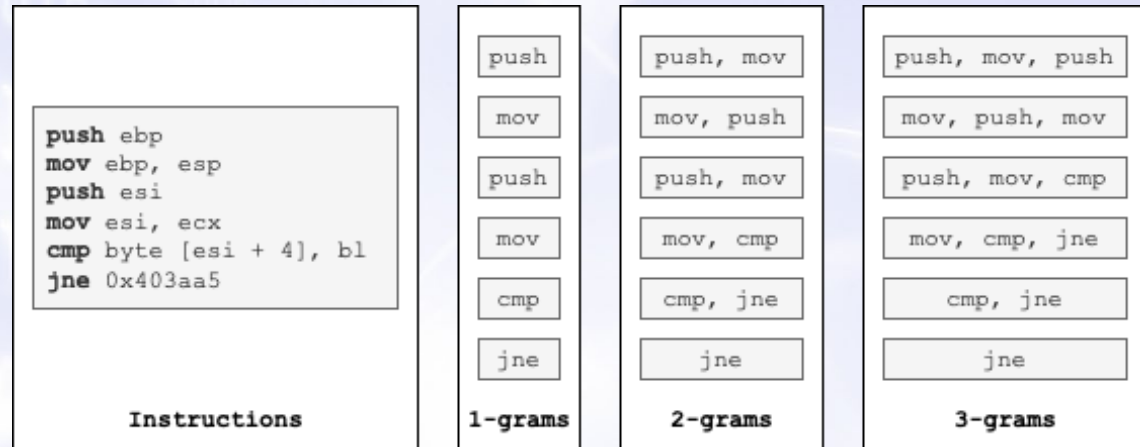 push ebp
mov ebp, esp
push esi
mov esi, ecx
cmp byte [esi + 4], bl
jne 0x403aa5
Instructions
push
mov
push
mov
cmp
jne
1-grams
push, mov
mov, push
push, mov
mov, cmp
cmp, jne
jne
2-grams
push, mov, push
mov, push, mov
push, mov, cmp
mov, cmp, jne
cmp, jne
jne
3-grams